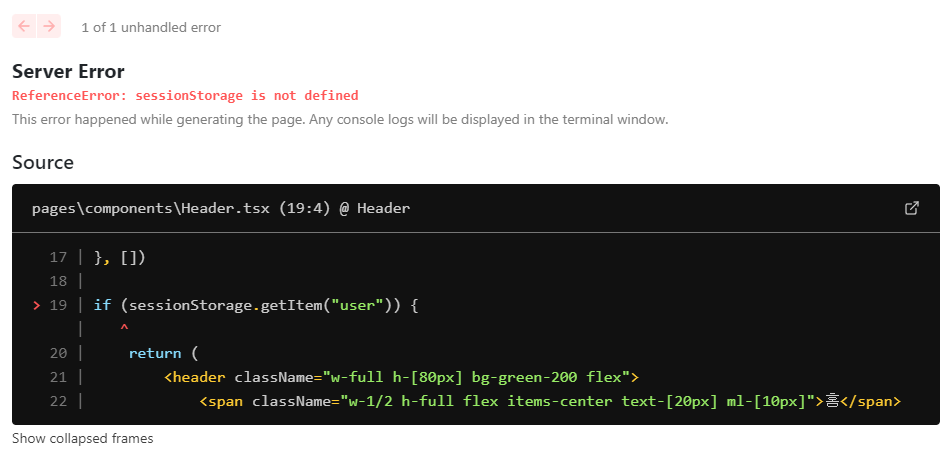 ← → 1 of 1 unhandled error
Server Error
ReferenceError: sessionStorage is not defined
This error happened while generating the page. Any console logs will be displayed in the terminal window.
Source
pages\components\Header.tsx (19:4) @ Header
17 | }, [])
18 |
> 19 | if (sessionStorage.getItem("user")) {
| ^
20 | return (
21 | <header className="w-full h-[80px] bg-green-200 flex">
22 | <span className="w-1/2 h-full flex items-center text-[20px] ml-[10px]">홈</span>
Show collapsed frames